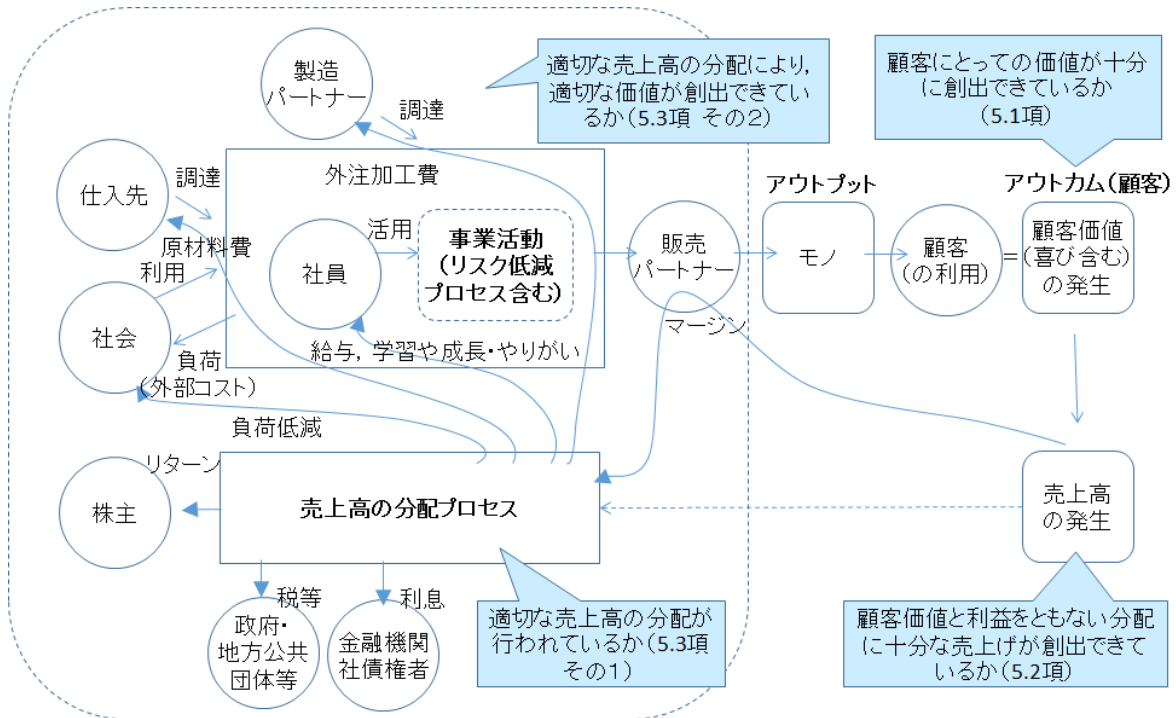 製造
パートナー
調達
適切な売上高の分配により,
適切な価値が創出できてい
るか(5.3項 その2)
顧客にとっての価値が十分
に創出できているか
(5.1項)
仕入先
調達
外注加工費
原材料費
利用
社員
活用
事業活動
(リスク低減
プロセス含む)
販売
パートナー
マージン
アウトプット
モノ
顧客
(の利用)
=
アウトカム(顧客)
顧客価値
(喜び含む)
の発生
社会
負荷
(外部コスト)
給与, 学習や成長・やりがい
負荷低減
リターン
株主
売上高の分配プロセス
売上高
の発生
税等
政府・
地方公共
団体等
利息
金融機関
社債権者
適切な売上高の分配が
行われているか(5.3項
その1)
顧客価値と利益をともない分配
に十分な売上げが創出できて
いるか(5.2項)